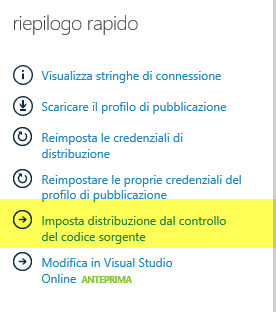 riepilogo rapido
Visualizza stringhe di connessione
Scaricare il profilo di pubblicazione
Reimposta le credenziali di
distribuzione
Reimpostare le proprie credenziali del
profilo di pubblicazione
Imposta distribuzione dal controllo
del codice sorgente
Modifica in Visual Studio
Online ANTEPRIMA